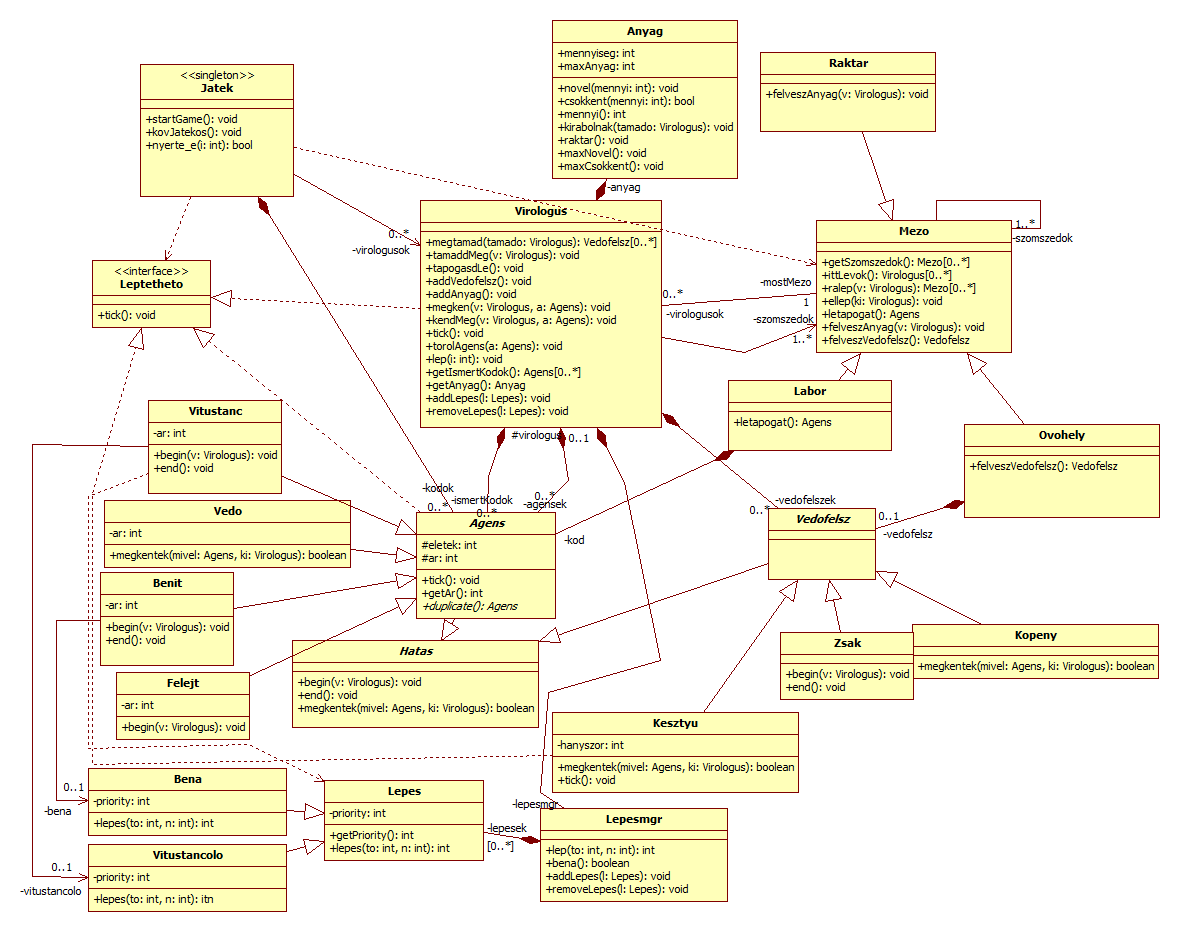 Anyag
+mennyiseg: int
+maxAnyag: int
+novel(mennyi: int): void
+csokkent(mennyi: int): bool
+mennyi(): int
+kirabolnak(tamado: Virologus): void
+raktar(): void
+maxNovel(): void
+maxCsokkent(): void
-anyag
Raktar
+felveszAnyag(v: Virologus): void
<<singleton>>
Jatek
+startGame(): void
+kovJatekos(): void
+nyerte_e(i: int): bool
0..*
-virologusok
<<interface>>
Leptetheto
+tick(): void
Virologus
+megtamad(tamado: Virologus): Vedofelsz[0..*]
+tamaddMeg(v: Virologus): void
+tapogasdLe(): void
+addVedofelsz(): void
+addAnyag(): void
+megken(v: Virologus, a: Agens): void
+kendMeg(v: Virologus, a: Agens): void
+tick(): void
+torolAgens(a: Agens): void
+lep(i: int): void
+getIsmertKodok(): Agens[0..*]
+getAnyag(): Anyag
+addLepes(l: Lepes): void
+removeLepes(l: Lepes): void
Mezo
+getSzomszedok(): Mezo[0..*]
+ittLevok(): Virologus[0..*]
+ralep(v: Virologus): Mezo[0..*]
+ellep(ki: Virologus): void
+letapogat(): Agens
+felveszAnyag(v: Virologus): void
+felveszVedofelsz(): Vedofelsz
1..*
-szomszedok
-mostMezo
0..*
1
-virologusok
-szomszedok
1..*
Labor
+letapogat(): Agens
Ovohely
+felveszVedofelsz(): Vedofelsz
Vitustanc
-ar: int
+begin(v: Virologus): void
+end(): void
#virologus
0..1
-kodok
0..*
-ismertKodok
0..*
0..*
-agensek
-kod
-vedofelszek
0..*
0..1
-vedofelsz
Vedofelsz
Vedo
-ar: int
+megkentek(mivel: Agens, ki: Virologus): boolean
Agens
#eletek: int
#ar: int
+tick(): void
+getAr(): int
+duplicate(): Agens
Benit
-ar: int
+begin(v: Virologus): void
+end(): void
Hatas
+begin(v: Virologus): void
+end(): void
+megkentek(mivel: Agens, ki: Virologus): boolean
Zsak
+begin(v: Virologus): void
+end(): void
Kopeny
+megkentek(mivel: Agens, ki: Virologus): boolean
Felejt
-ar: int
+begin(v: Virologus): void
Kesztyu
-hanyszor: int
+megkentek(mivel: Agens, ki: Virologus): boolean
+tick(): void
0..1
-bena
Bena
-priority: int
+lepes(to: int, n: int): int
Lepes
-priority: int
+getPriority(): int
+lepes(to: int, n: int): int
-lepesek
[0..*]
-lepesmgr
Lepesmgr
+lep(to: int, n: int): int
+bena(): boolean
+addLepes(l: Lepes): void
+removeLepes(l: Lepes): void
0..1
-vitustancolo
Vitustancolo
-priority: int
+lepes(to: int, n: int): itn